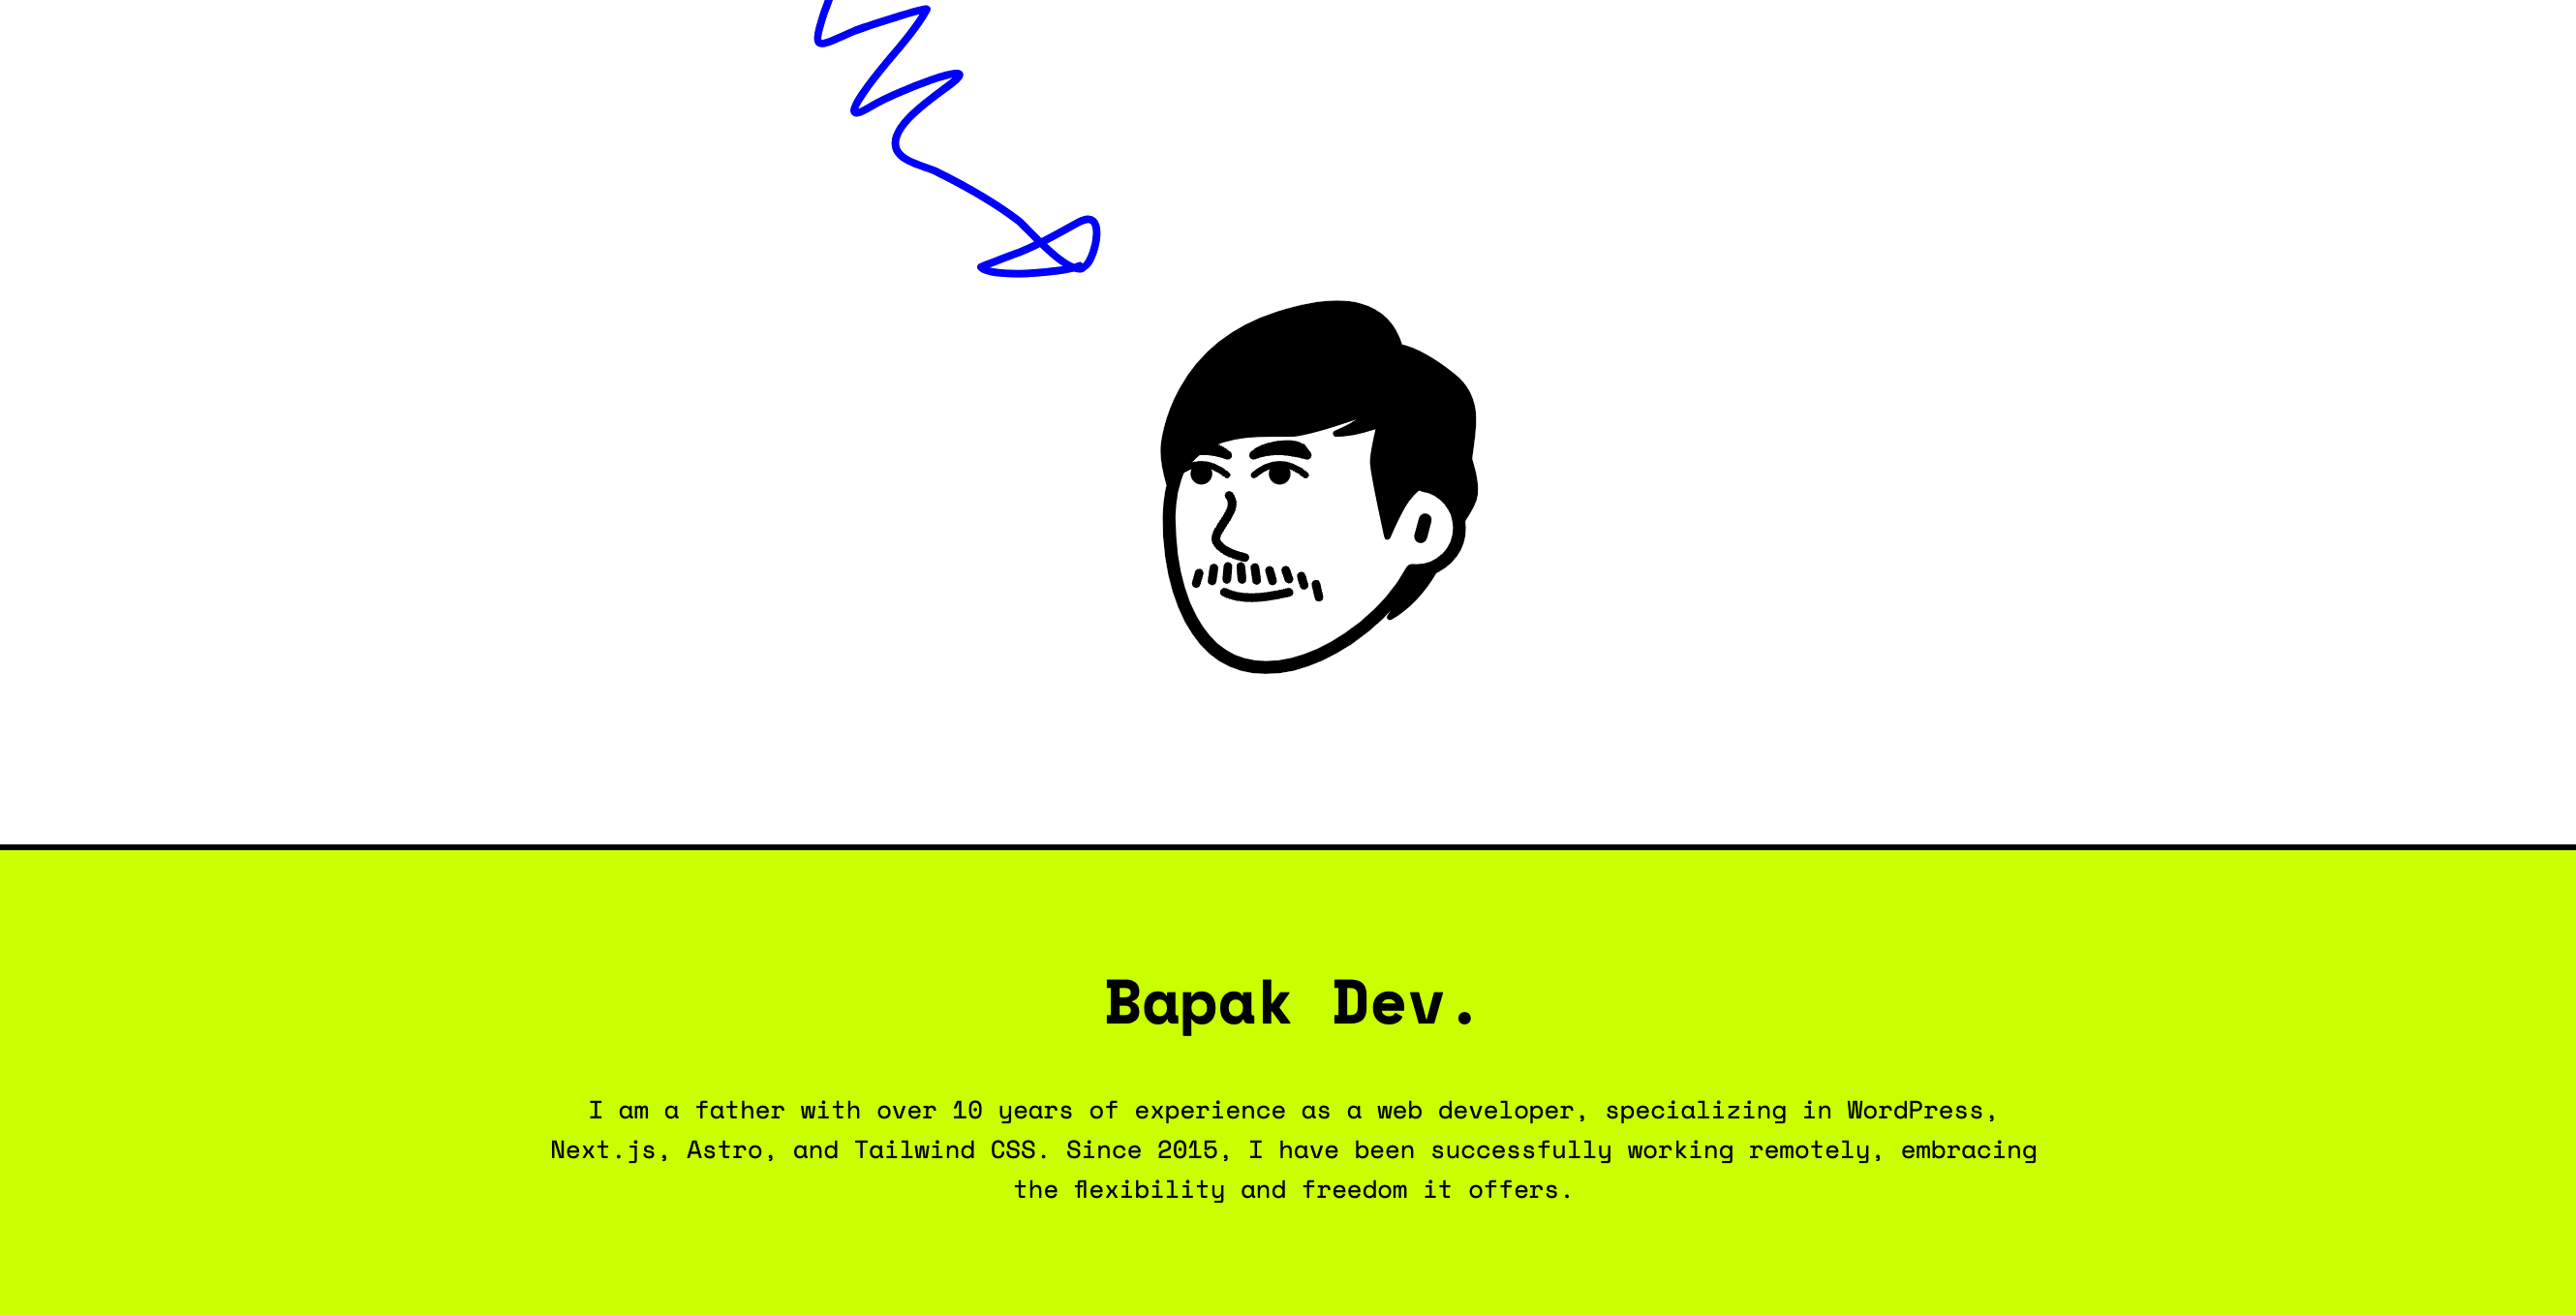 Bapak Dev.
I am a father with over 10 years of experience as a web developer, specializing in WordPress,
Next.js, Astro, and Tailwind CSS. Since 2015, I have been successfully working remotely, embracing
the flexibility and freedom it offers.